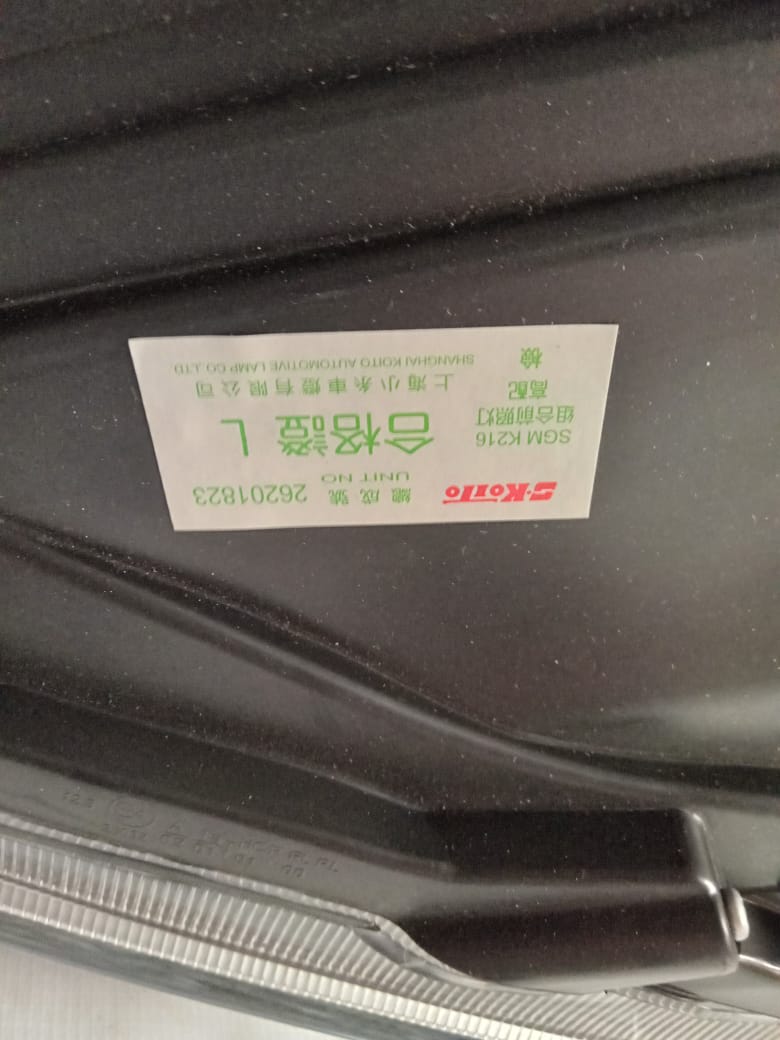 S·KOITO 總成號 26201823
UNIT NO
SGM K216
组合前照灯
高配
檢
合格證 L
上海小糸車燈有限公司
SHANGHAI KOITO AUTOMOTIVE LAMP CO.,LTD.